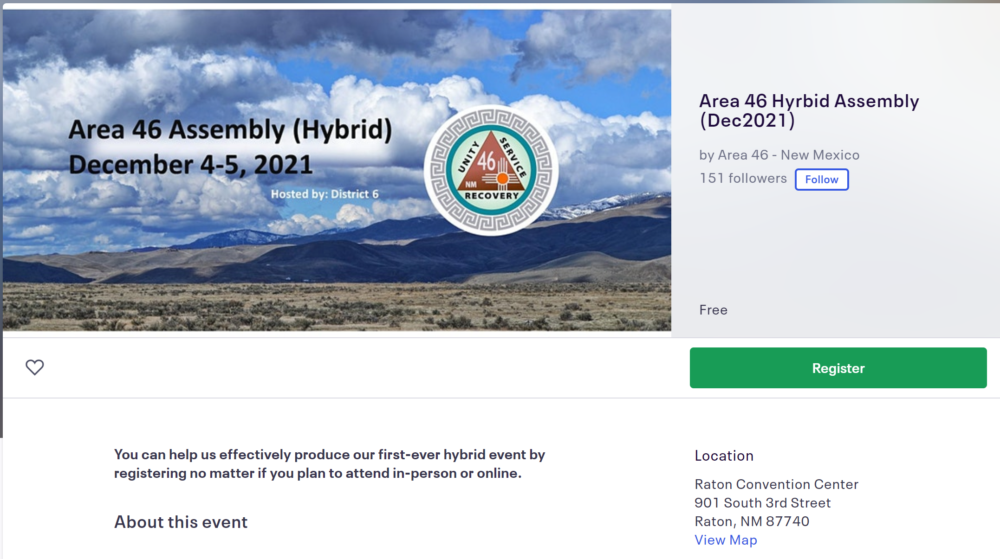 Area 46 Assembly (Hybrid)
December 4-5, 2021
Hosted by: District 6
UNITY
SERVICE
46
NM
RECOVERY
Area 46 Hyrbid Assembly
(Dec2021)
by Area 46 - New Mexico
151 followers
Follow
Free
Register
You can help us effectively produce our first-ever hybrid event by
registering no matter if you plan to attend in-person or online.
About this event
Location
Raton Convention Center
901 South 3rd Street
Raton, NM 87740
View Map